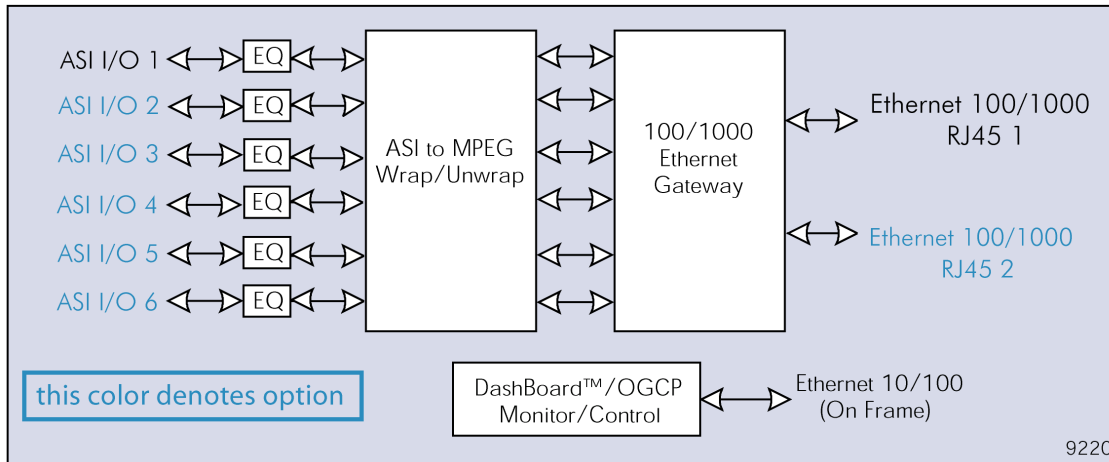 ASI I/O 1
EQ
ASI I/O 2
EQ
ASI I/O 3
EQ
ASI I/O 4
EQ
ASI I/O 5
EQ
ASI I/O 6
EQ
ASI to MPEG
Wrap/Unwrap
100/1000
Ethernet
Gateway
Ethernet 100/1000
RJ45 1
Ethernet 100/1000
RJ45 2
this color denotes option
DashBoard™/OGCP
Monitor/Control
Ethernet 10/100
(On Frame)
9220